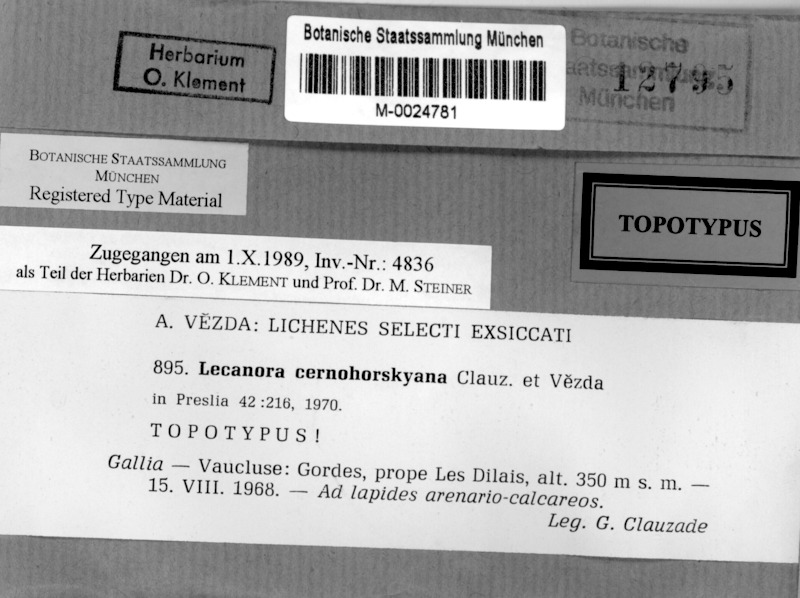 Herbarium
O. Klement
Botanische Staatssammlung München
M-0024781
Botanische
München
12795
BOTANISCHE STAATSSAMMLUNG
MÜNCHEN
Registered Type Material
TOPOTYPUS
Zugegangen am 1.X.1989, Inv.-Nr.: 4836
als Teil der Herbarien Dr. O. KLEMENT und Prof. Dr. M. STEINER
A. VĚZDA: LICHENES SELECTI EXSICCATI
895. Lecanora cernohorskyana Clauz. et Vězda
in Preslia 42:216, 1970.
TOPOTYPUS!
Gallia — Vaucluse: Gordes, prope Les Dilais, alt. 350 m s. m. —
15. VIII. 1968. — Ad lapides arenario-calcareos.
Leg. G. Clauzade